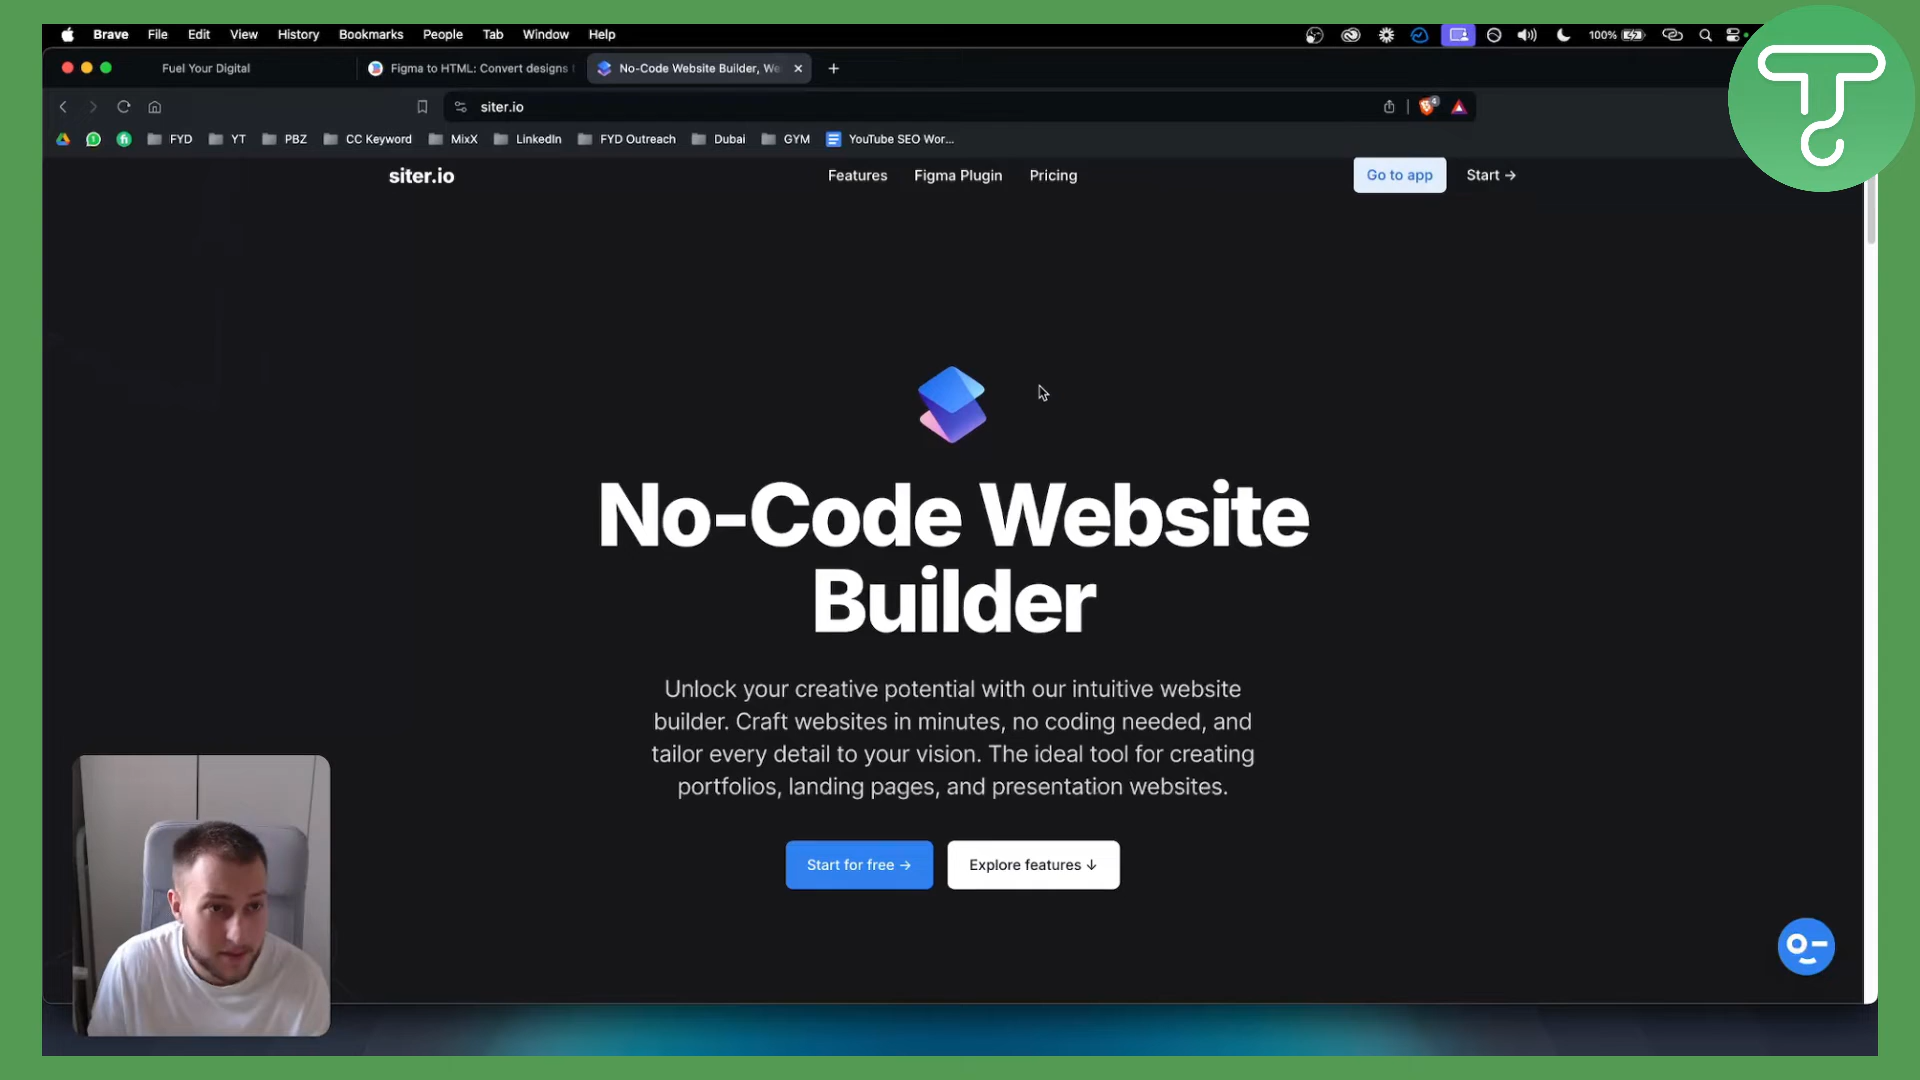 Brave File Edit View History Bookmarks People Tab Window Help 100%
Fuel Your Digital Figma to HTML: Convert designs No-Code Website Builder, We
siter.io 4
FYD YT PBZ CC Keyword MixX LinkedIn FYD Outreach Dubai GYM YouTube SEO Wor...
siter.io Features Figma Plugin Pricing Go to app Start →
No-Code Website
Builder
Unlock your creative potential with our intuitive website
builder. Craft websites in minutes, no coding needed, and
tailor every detail to your vision. The ideal tool for creating
portfolios, landing pages, and presentation websites.
Start for free → Explore features ↓